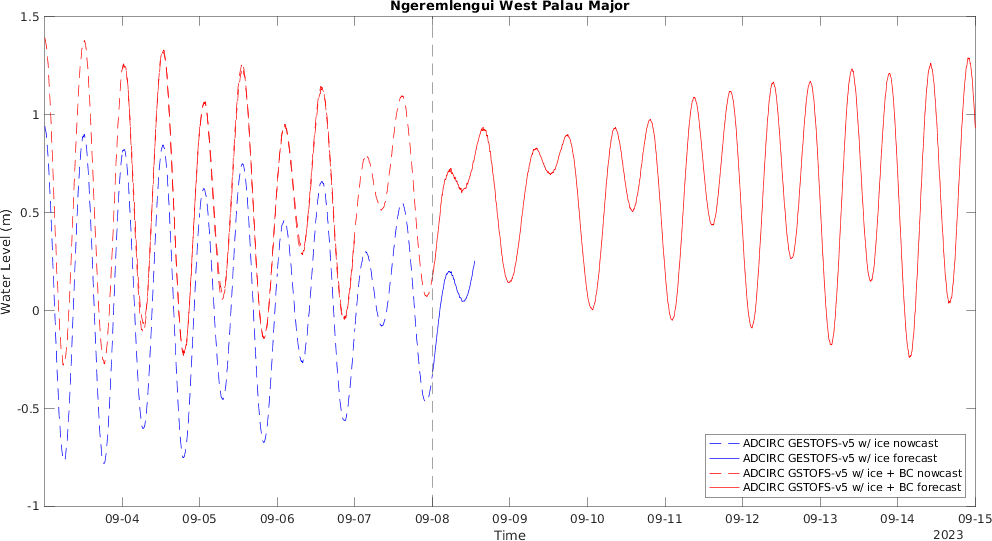 Ngeremlengui West Palau Major
1.5
1
0.5
0
-0.5
-1
Water Level (m)
ADCIRC GESTOFS-v5 w/ ice nowcast
ADCIRC GESTOFS-v5 w/ ice forecast
ADCIRC GSTOFS-v5 w/ ice + BC nowcast
ADCIRC GSTOFS-v5 w/ ice + BC forecast
09-04 09-05 09-06 09-07 09-08 09-09 09-10 09-11 09-12 09-13 09-14 09-15
Time
2023